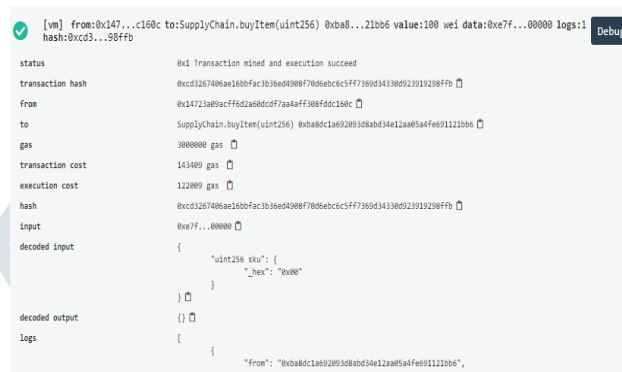 [vm] from:0x147...c160c to:SupplyChain.buyItem(uint256) 0xba8...21bb6 value:100 wei data:0xe7f...00000 logs:1
hash:0xcd3...98ffb
Debug
status 0x1 Transaction mined and execution succeed
transaction hash 0xcd3267406ae16bbfac3b36ed4908f70d6ebc6c5ff7369d34330d923919298ffb
from 0x14723a09acff6d2a60dcdf7aa4aff308fddc160c
to SupplyChain.buyItem(uint256) 0xba8dc1a692093d8abd34e12aa05a4fe691121bb6
gas 3000000 gas
transaction cost 143409 gas
execution cost 122009 gas
hash 0xcd3267406ae16bbfac3b36ed4908f70d6ebc6c5ff7369d34330d923919298ffb
input 0xe7f...00000
decoded input {
"uint256 sku": {
"_hex": "0x00"
}
}
decoded output {}
logs [
{
"from": "0xba8dc1a692093d8abd34e12aa05a4fe691121bb6",